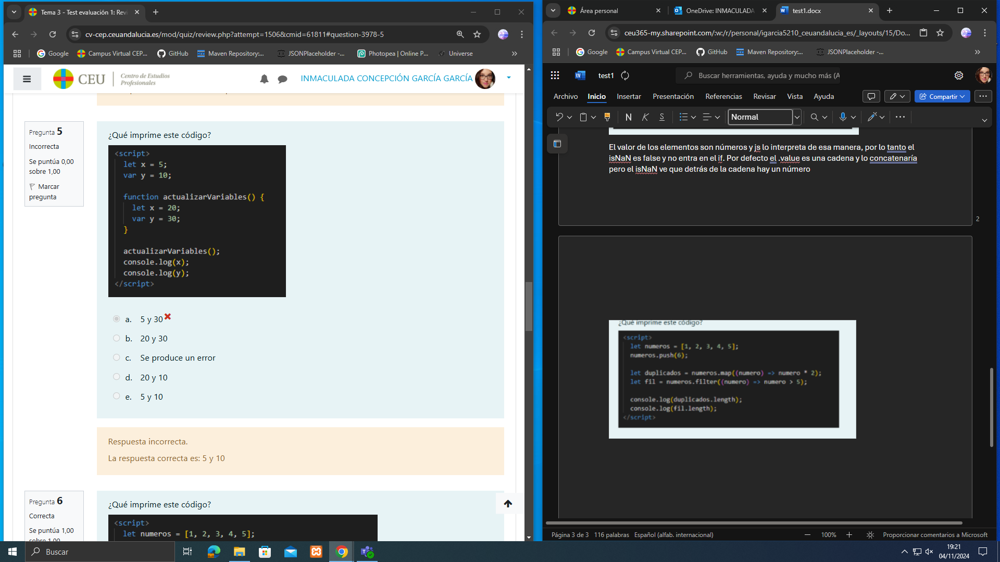 Tema 3 - Test evaluación 1: Revi
cv-cep.ceuandalucia.es/mod/quiz/review.php?attempt=1506&cmid=61811#question-3978-5
Google
Campus Virtual CEP...
GitHub
Maven Repository:...
JSONPlaceholder -...
Photopea | Online P...
Universe
»
CEU
Centro de Estudios
Profesionales
INMACULADA CONCEPCIÓN GARCÍA GARCÍA
Pregunta 5
Incorrecta
Se puntúa 0,00
sobre 1,00
Marcar
pregunta
¿Qué imprime este código?
<script>
let x = 5;
var y = 10;
function actualizarVariables() {
let x = 20;
var y = 30;
}
actualizarVariables();
console.log(x);
console.log(y);
</script>
a. 5 y 30
b. 20 y 30
c. Se produce un error
d. 20 y 10
e. 5 y 10
Respuesta incorrecta.
La respuesta correcta es: 5 y 10
Pregunta 6
Correcta
Se puntúa 1,00
sobre 1,00
¿Qué imprime este código?
<script>
let numeros = [1, 2, 3, 4, 5];
Área personal
OneDrive: INMACULADA
test1.docx
ceu365-my.sharepoint.com/:w:/r/personal/igarcia5210_ceuandalucia_es/_layouts/15/Do...
Google
Campus Virtual CEP...
GitHub
Maven Repository:...
JSONPlaceholder -...
»
test1
Buscar herramientas, ayuda y mucho más (A
Archivo
Inicio
Insertar
Presentación
Referencias
Revisar
Vista
Ayuda
Compartir
N K S
Normal
El valor de los elementos son números y js lo interpreta de esa manera, por lo tanto el
isNaN es false y no entra en el if. Por defecto el .value es una cadena y lo concatenaría
pero el isNaN ve que detrás de la cadena hay un número
2
¿Qué imprime este código?
<script>
let numeros = [1, 2, 3, 4, 5];
numeros.push(6);
let duplicados = numeros.map((numero) => numero * 2);
let fil = numeros.filter((numero) => numero > 5);
console.log(duplicados.length);
console.log(fil.length);
</script>
Página 3 de 3
116 palabras
Español (alfab. internacional)
100%
Proporcionar comentarios a Microsoft
Buscar
19:21
04/11/2024